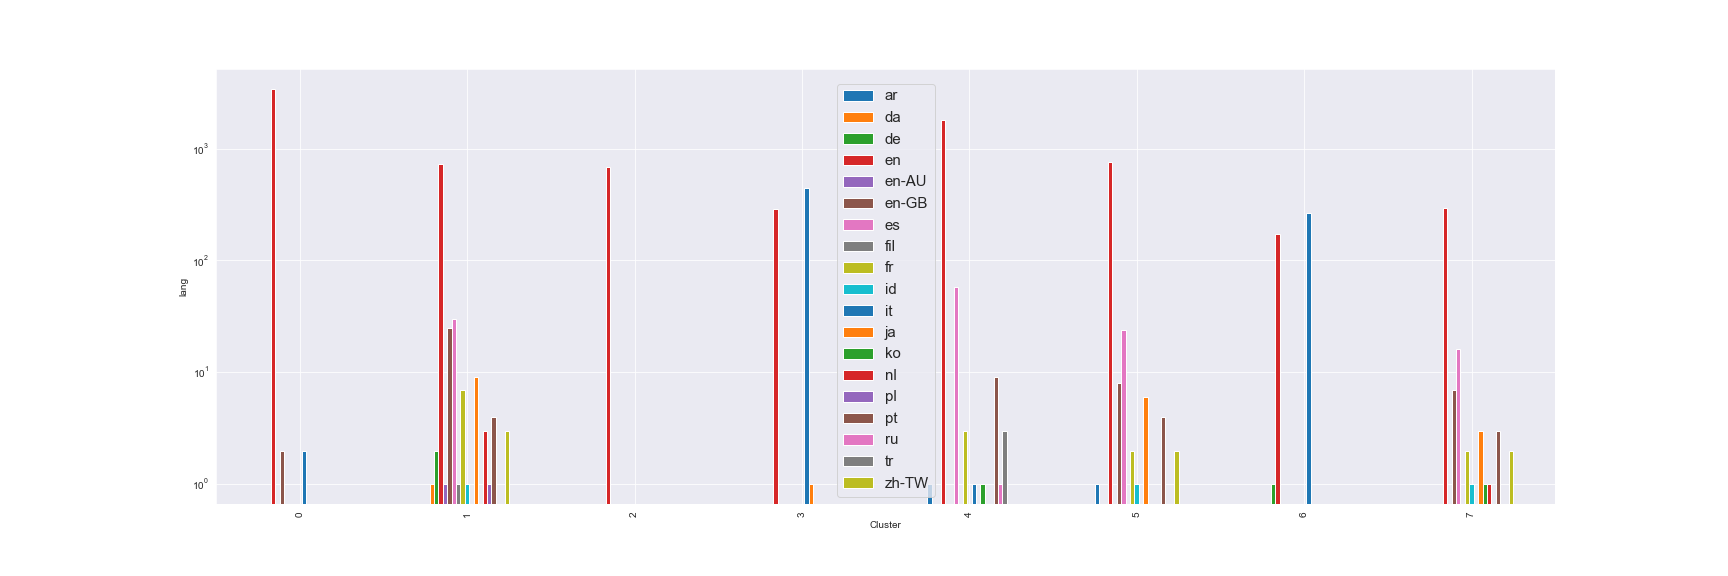 10³
10²
10¹
10⁰
lang
ar
da
de
en
en-AU
en-GB
es
fil
fr
id
it
ja
ko
nl
pl
pt
ru
tr
zh-TW
0
1
2
3
4
5
6
7
Cluster